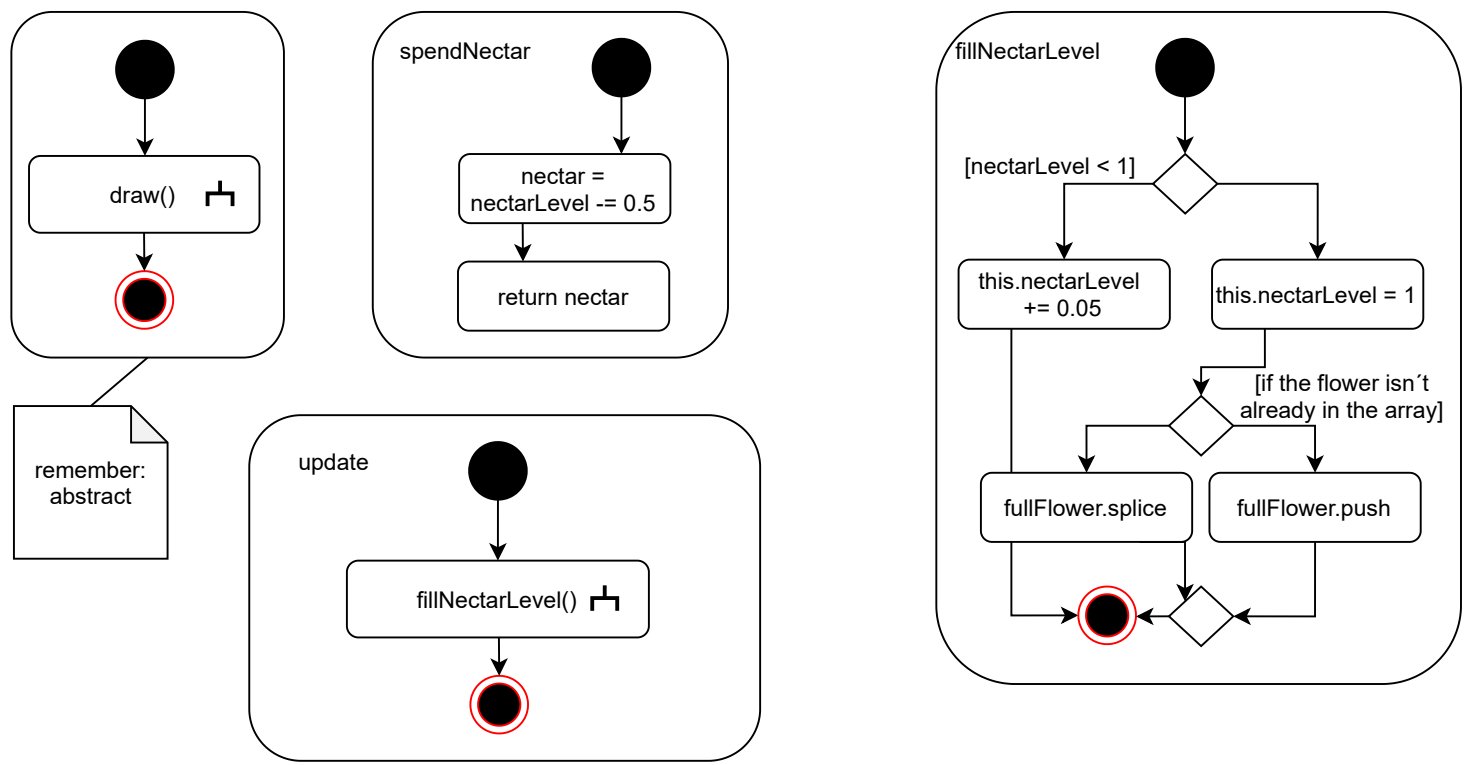 draw()
remember:
abstract
spendNectar
nectar =
nectarLevel -= 0.5
return nectar
update
fillNectarLevel()
fillNectarLevel
[nectarLevel < 1]
this.nectarLevel
+= 0.05
this.nectarLevel = 1
[if the flower isn´t
already in the array]
fullFlower.splice
fullFlower.push